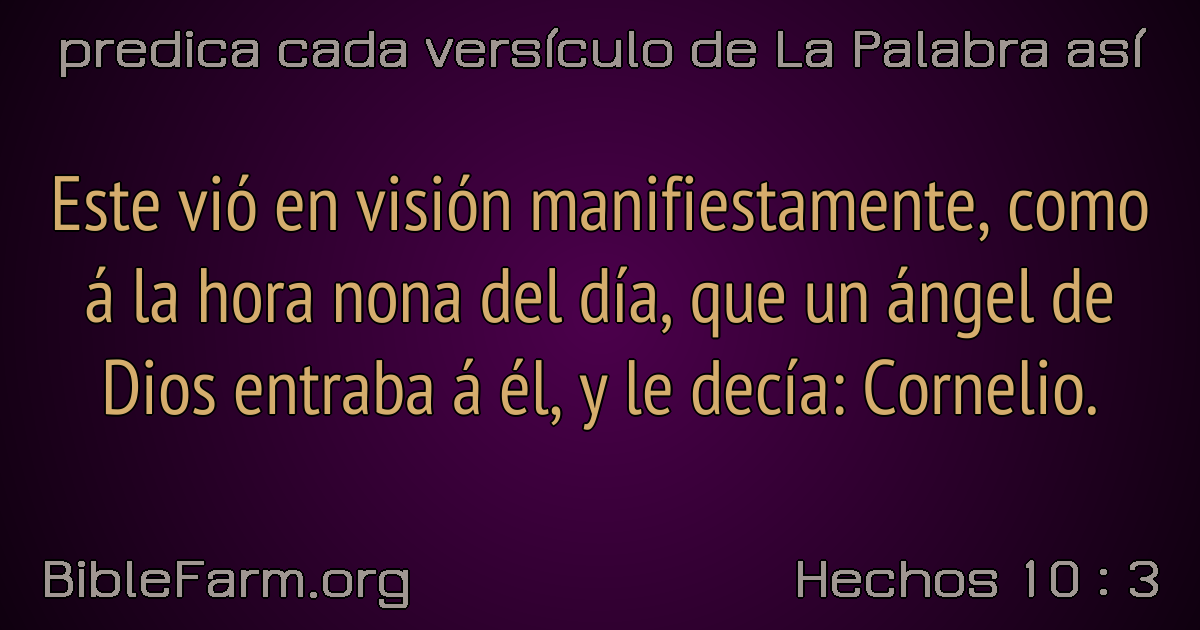 predica cada versículo de La Palabra así
Este vió en visión manifiestamente, como
á la hora nona del día, que un ángel de
Dios entraba á él, y le decía: Cornelio.
BibleFarm.org
Hechos 10 : 3